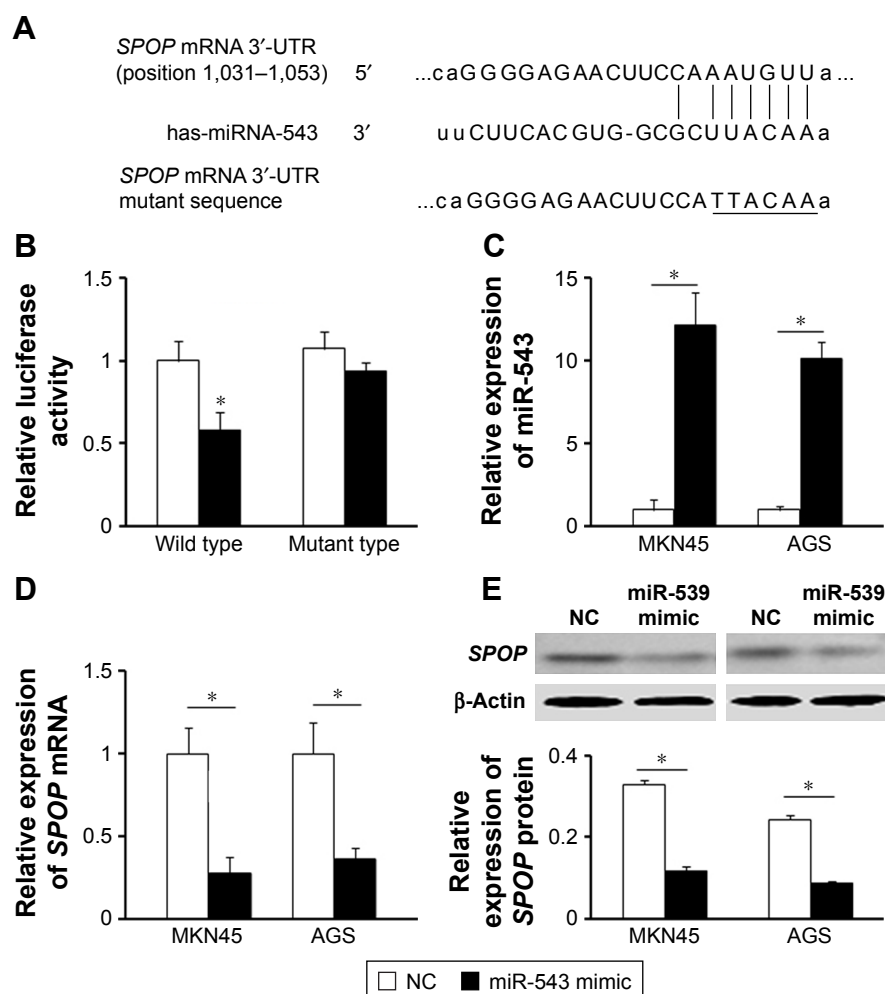 A
SPOP mRNA 3′-UTR
(position 1,031–1,053) 5′ ...caGGGGAGAACUUCCAAAUGUUa ...
has-miRNA-543 3′ uuCUUCACGUG-GCGCUUACAAa
SPOP mRNA 3′-UTR
mutant sequence ...caGGGGAGAACUUCCATTACAAa
B
Relative luciferase
activity
1.5
1
0.5
0
*
Wild type Mutant type
C
Relative expression
of miR-543
15
10
5
0
* *
MKN45 AGS
D
Relative expression
of SPOP mRNA
1.5
1
0.5
0
* *
MKN45 AGS
E
NC miR-539 mimic NC miR-539 mimic
SPOP
β-Actin
Relative
expression of
SPOP protein
0.4
0.2
0
* *
MKN45 AGS
NC miR-543 mimic